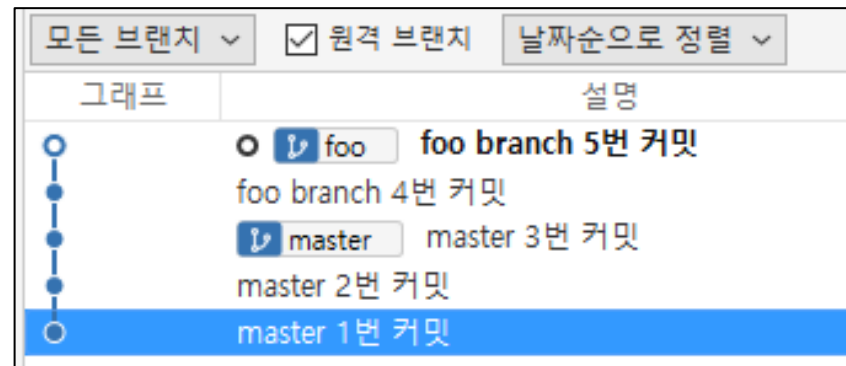 모든 브랜치 원격 브랜치 날짜순으로 정렬
그래프 설명
foo foo branch 5번 커밋
foo branch 4번 커밋
master master 3번 커밋
master 2번 커밋
master 1번 커밋